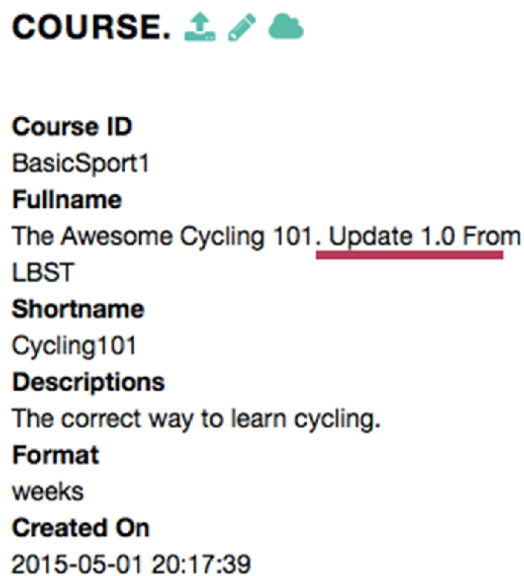 COURSE.
Course ID
BasicSport1
Fullname
The Awesome Cycling 101. Update 1.0 From
LBST
Shortname
Cycling101
Descriptions
The correct way to learn cycling.
Format
weeks
Created On
2015-05-01 20:17:39